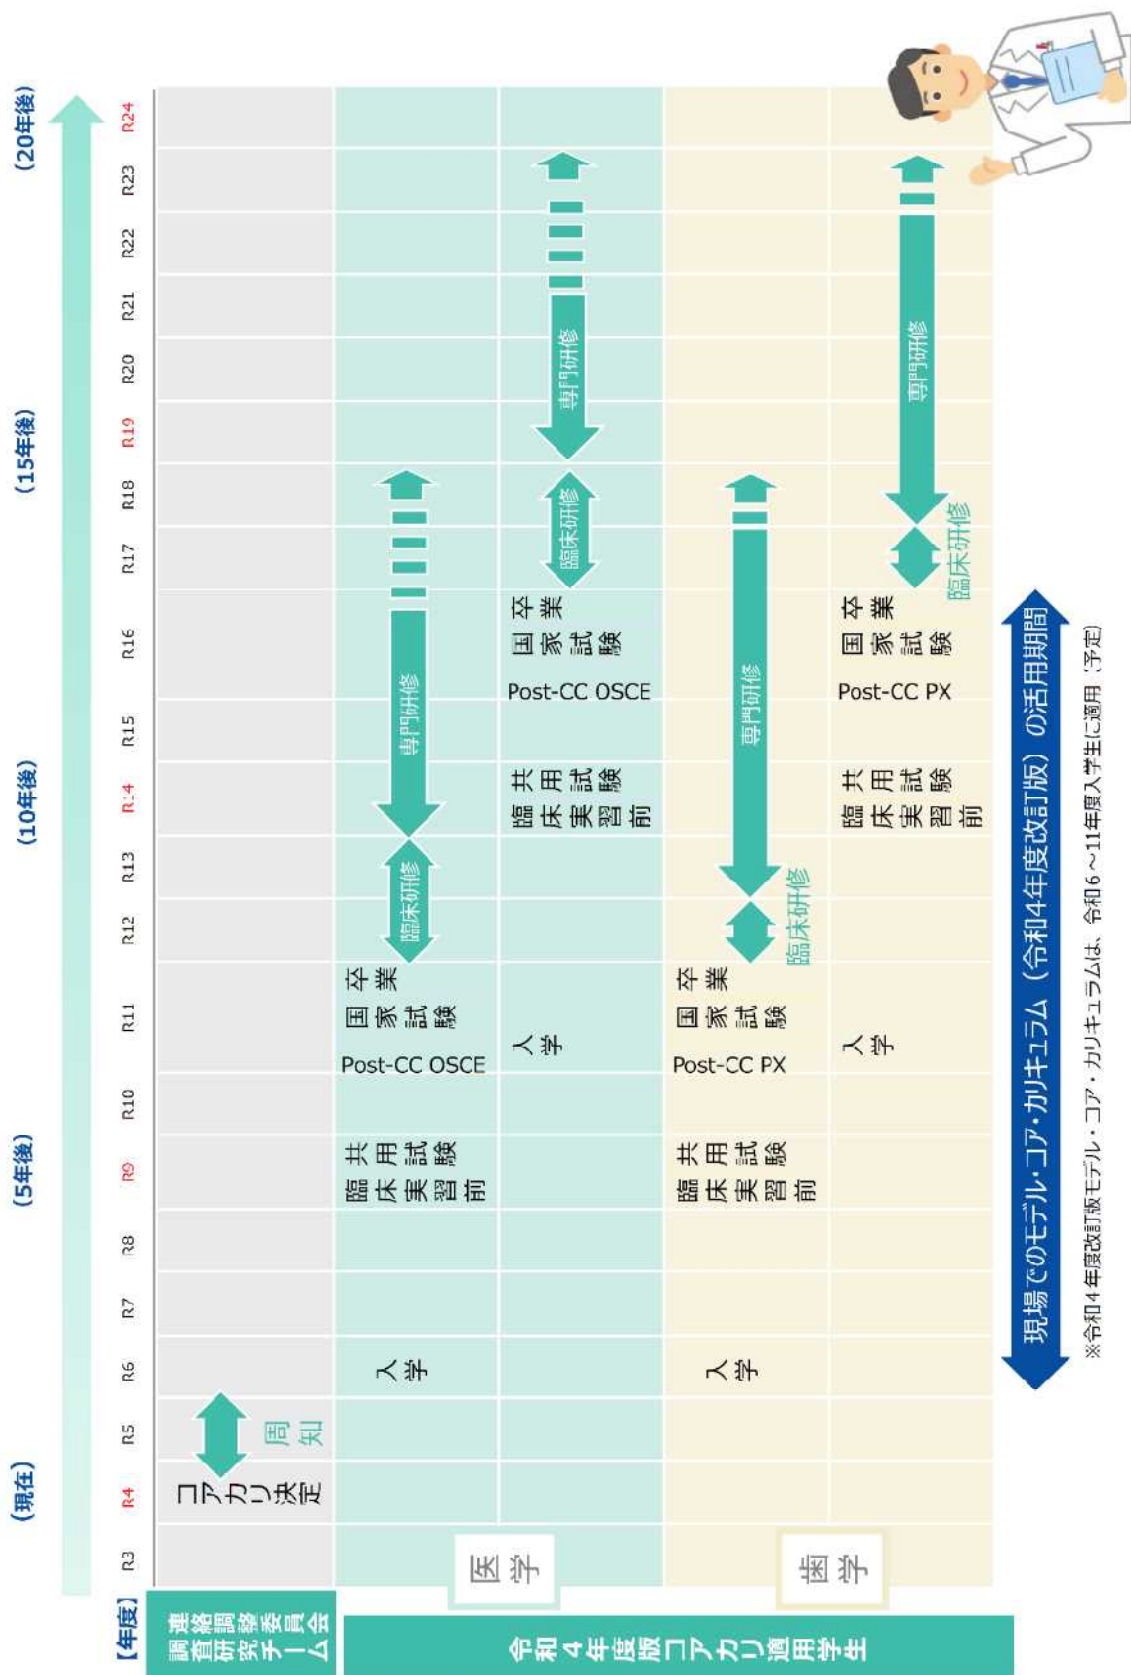 (現在)
(5年後)
(10年後)
(15年後)
(20年後)
【年度】
R3
R4
R5
R6
R7
R8
R9
R10
R11
R12
R13
R14
R15
R16
R17
R18
R19
R20
R21
R22
R23
R24
連絡調整委員会
調査研究チーム
コアカリ決定
周知
令和4年度版コアカリ適用学生
医学
入学
共用試験
臨床実習前
卒業
国家試験
Post-CC OSCE
臨床研修
専門研修
入学
共用試験
臨床実習前
卒業
国家試験
Post-CC OSCE
臨床研修
専門研修
歯学
入学
共用試験
臨床実習前
卒業
国家試験
Post-CC PX
臨床研修
専門研修
入学
共用試験
臨床実習前
卒業
国家試験
Post-CC PX
臨床研修
専門研修
現場でのモデル・コア・カリキュラム(令和4年度改訂版)の活用期間
※令和4年度改訂版モデル・コア・カリキュラムは、令和6~11年度入学生に適用(予定)